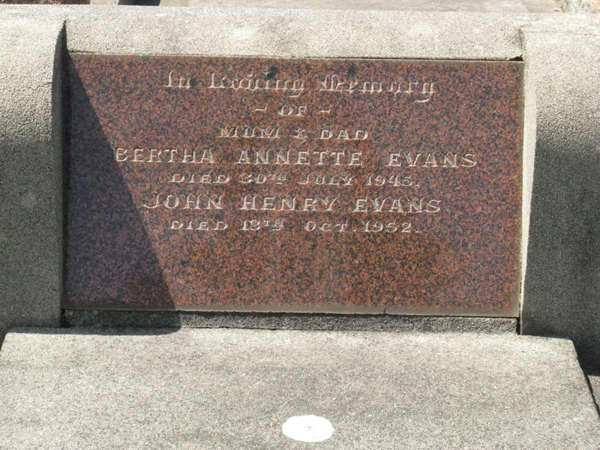 In Loving Memory
- OF -
MUM & DAD
BERTHA ANNETTE EVANS
DIED 30TH JULY 1945.
JOHN HENRY EVANS
DIED 13TH OCT. 1952.